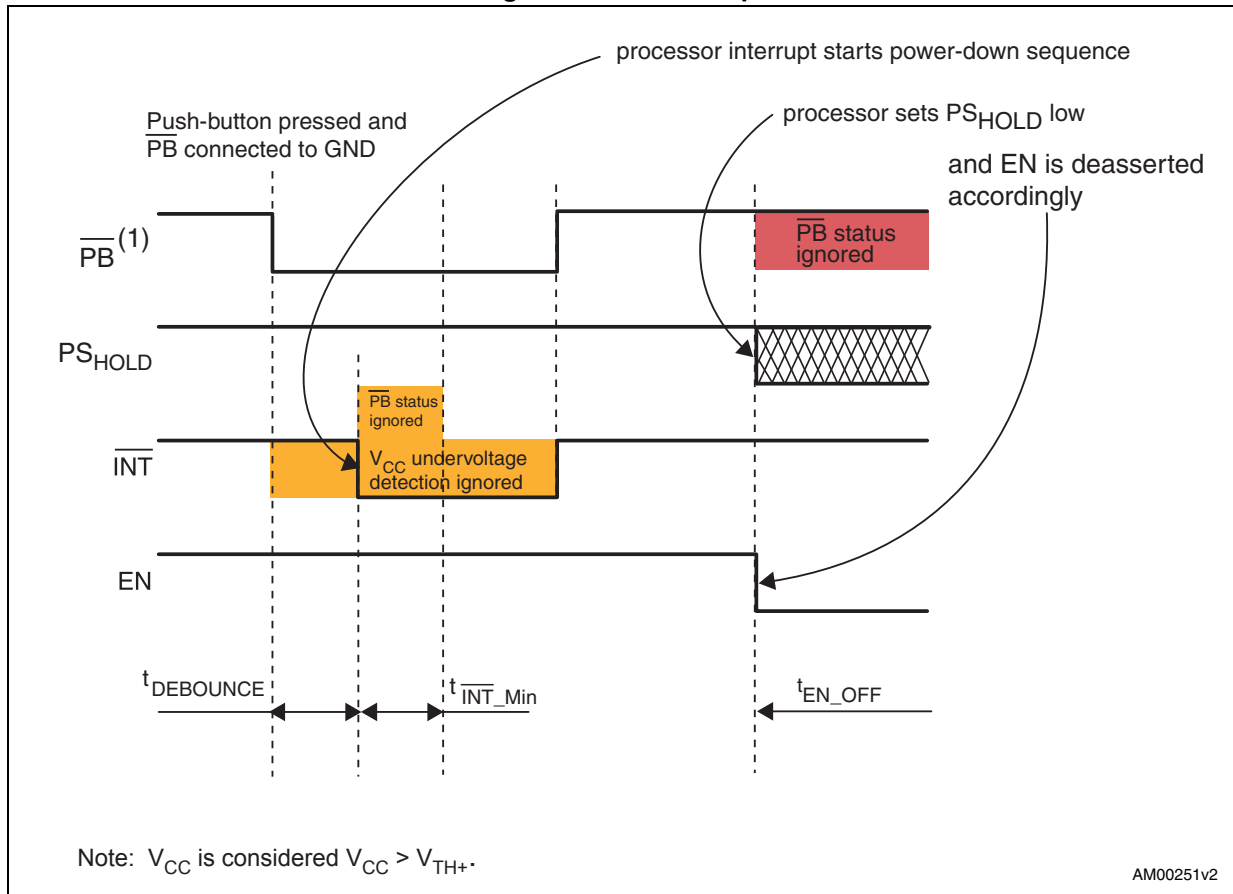 processor interrupt starts power-down sequence
processor sets PSHOLD low
and EN is deasserted
accordingly
Push-button pressed and
PB connected to GND
PB(1)
PB status
ignored
PSHOLD
PB status
ignored
INT
VCC undervoltage
detection ignored
EN
tDEBOUNCE
tINT_Min
tEN_OFF
Note: VCC is considered VCC > VTH+.
AM00251v2